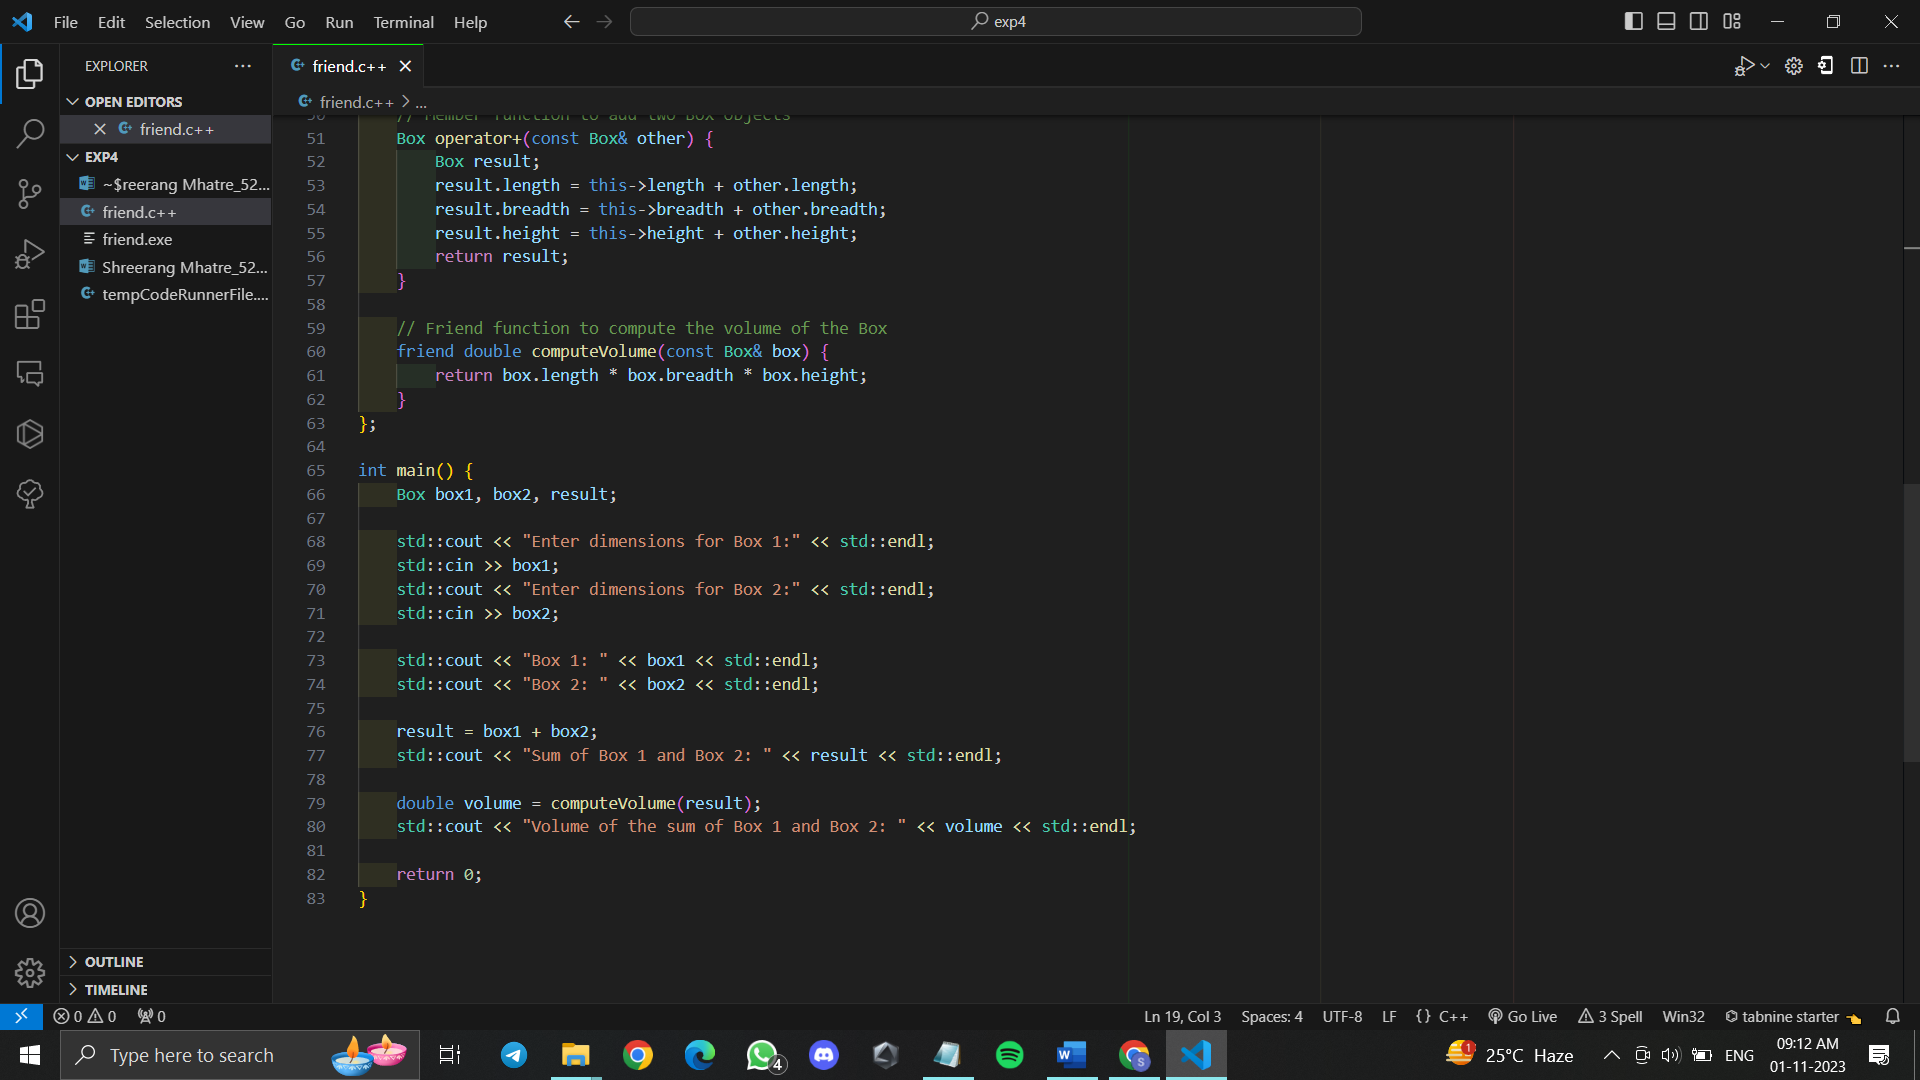 File Edit Selection View Go Run Terminal Help
exp4
EXPLORER
friend.c++
OPEN EDITORS
friend.c++ > ...
friend.c++
EXP4
~$reerang Mhatre_52...
friend.c++
friend.exe
Shreerang Mhatre_52...
tempCodeRunnerFile....
50 // Member function to add two Box objects
51 Box operator+(const Box& other) {
52 Box result;
53 result.length = this->length + other.length;
54 result.breadth = this->breadth + other.breadth;
55 result.height = this->height + other.height;
56 return result;
57 }
58
59 // Friend function to compute the volume of the Box
60 friend double computeVolume(const Box& box) {
61 return box.length * box.breadth * box.height;
62 }
63 };
64
65 int main() {
66 Box box1, box2, result;
67
68 std::cout << "Enter dimensions for Box 1:" << std::endl;
69 std::cin >> box1;
70 std::cout << "Enter dimensions for Box 2:" << std::endl;
71 std::cin >> box2;
72
73 std::cout << "Box 1: " << box1 << std::endl;
74 std::cout << "Box 2: " << box2 << std::endl;
75
76 result = box1 + box2;
77 std::cout << "Sum of Box 1 and Box 2: " << result << std::endl;
78
79 double volume = computeVolume(result);
80 std::cout << "Volume of the sum of Box 1 and Box 2: " << volume << std::endl;
81
82 return 0;
83 }
OUTLINE
TIMELINE
0 0 0 Ln 19, Col 3 Spaces: 4 UTF-8 LF {} C++ Go Live 3 Spell Win32 tabnine starter
Type here to search 4 1 25°C Haze ENG 09:12 AM
01-11-2023